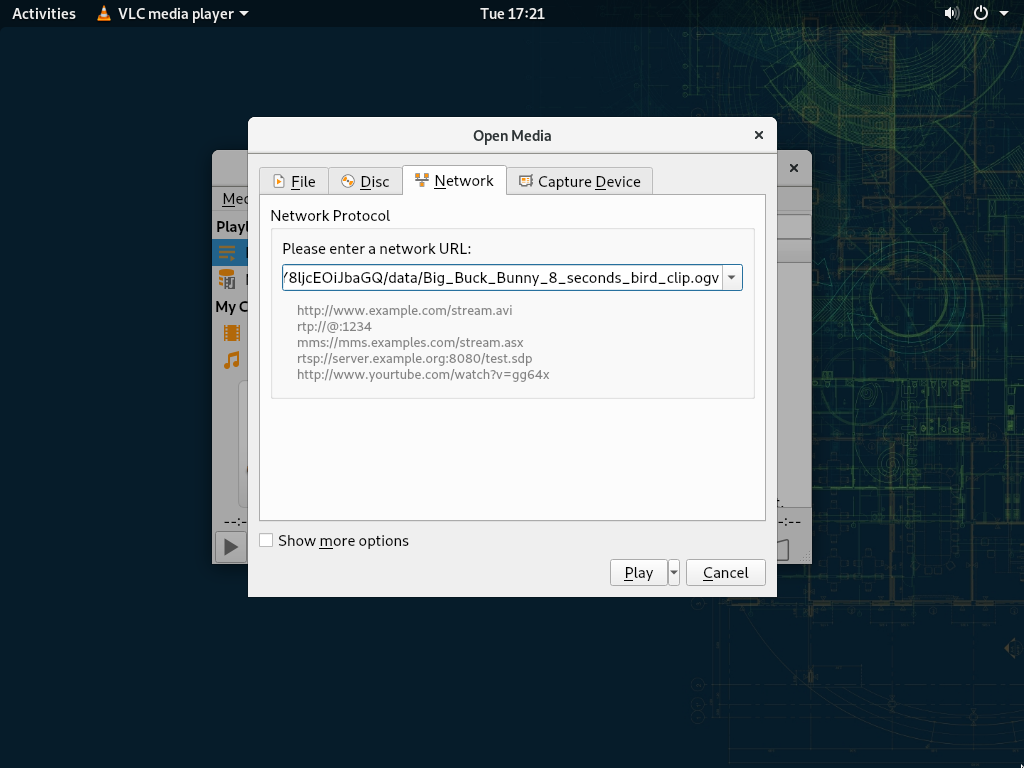 Activities VLC media player Tue 17:21
Open Media
File Disc Network Capture Device
Network Protocol
Please enter a network URL:
/8ljcEOiJbaGQ/data/Big_Buck_Bunny_8_seconds_bird_clip.ogv
http://www.example.com/stream.avi
rtp://@:1234
mms://mms.examples.com/stream.asx
rtsp://server.example.org:8080/test.sdp
http://www.yourtube.com/watch?v=gg64x
Show more options
Play Cancel
Med
Playl
My C
--:-
-:--